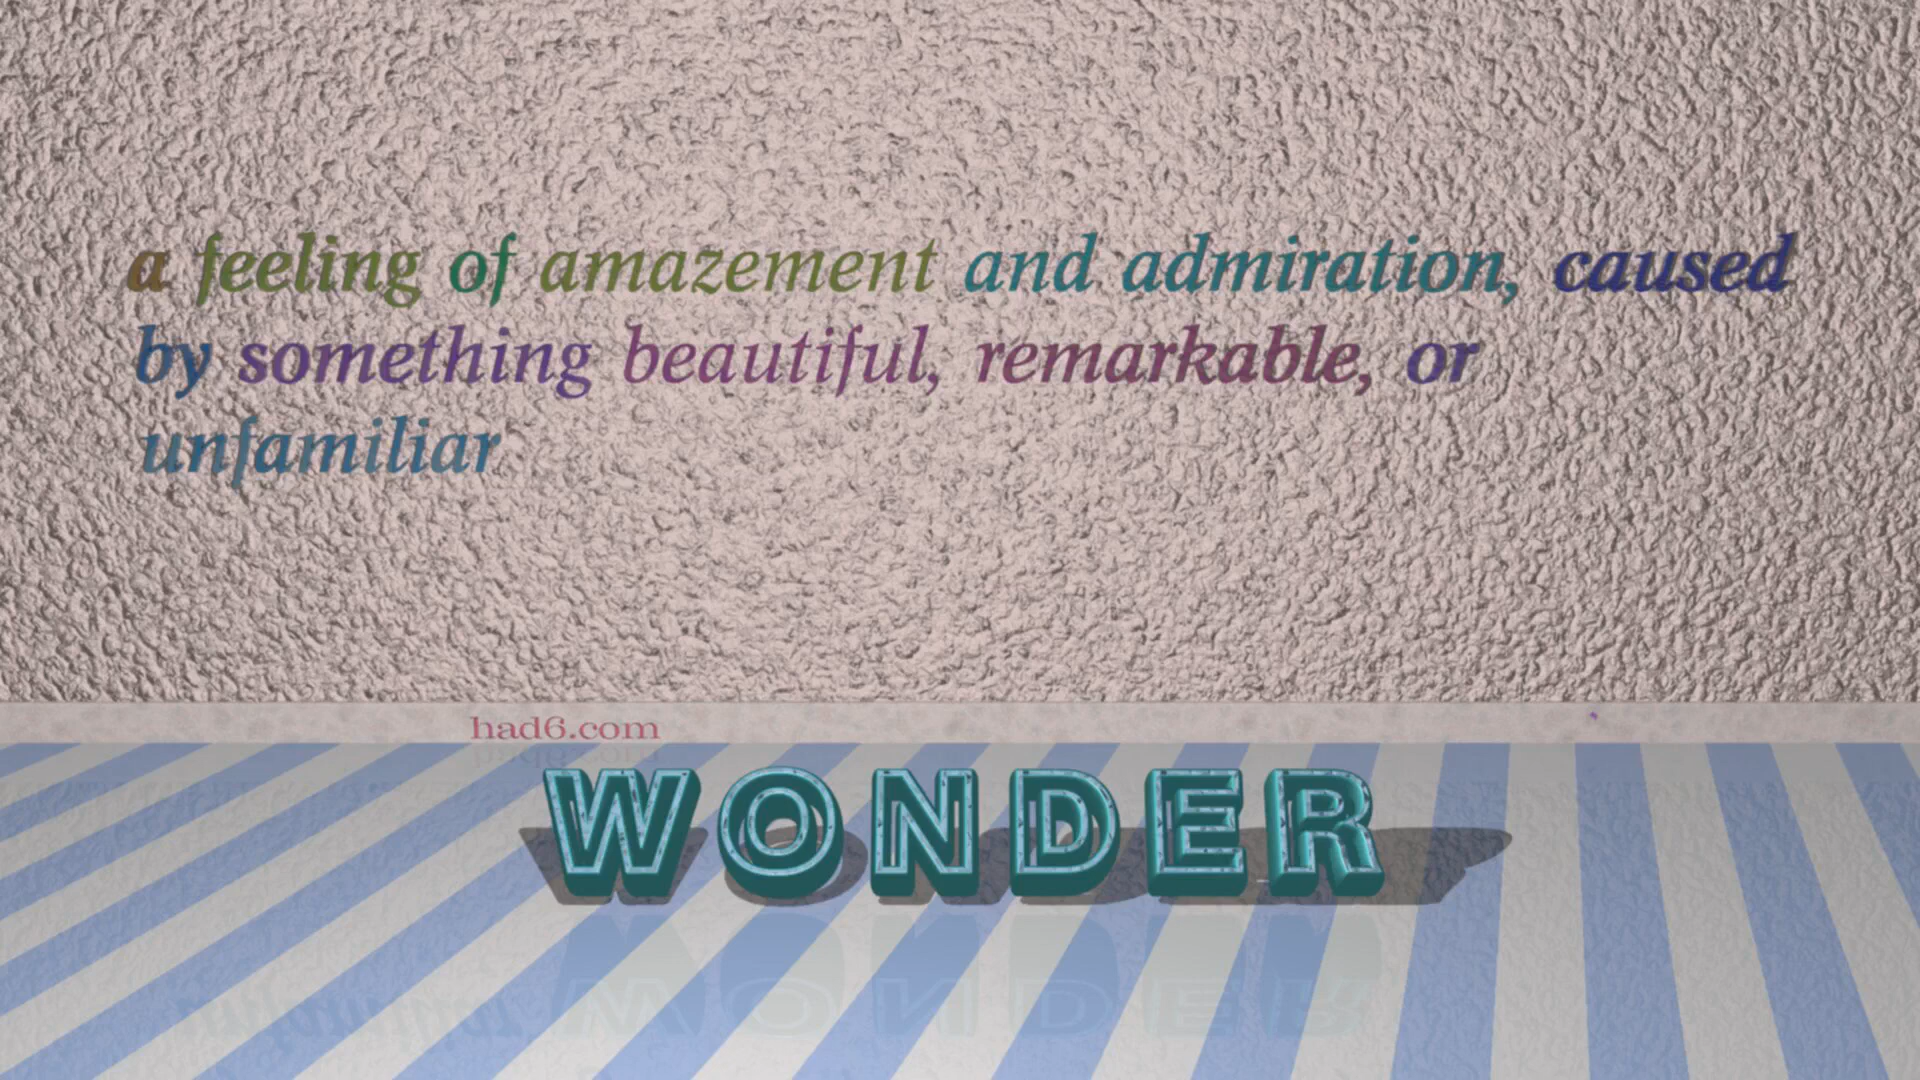 a feeling of amazement and admiration, caused
by something beautiful, remarkable, or
unfamiliar
had6.com
WONDER